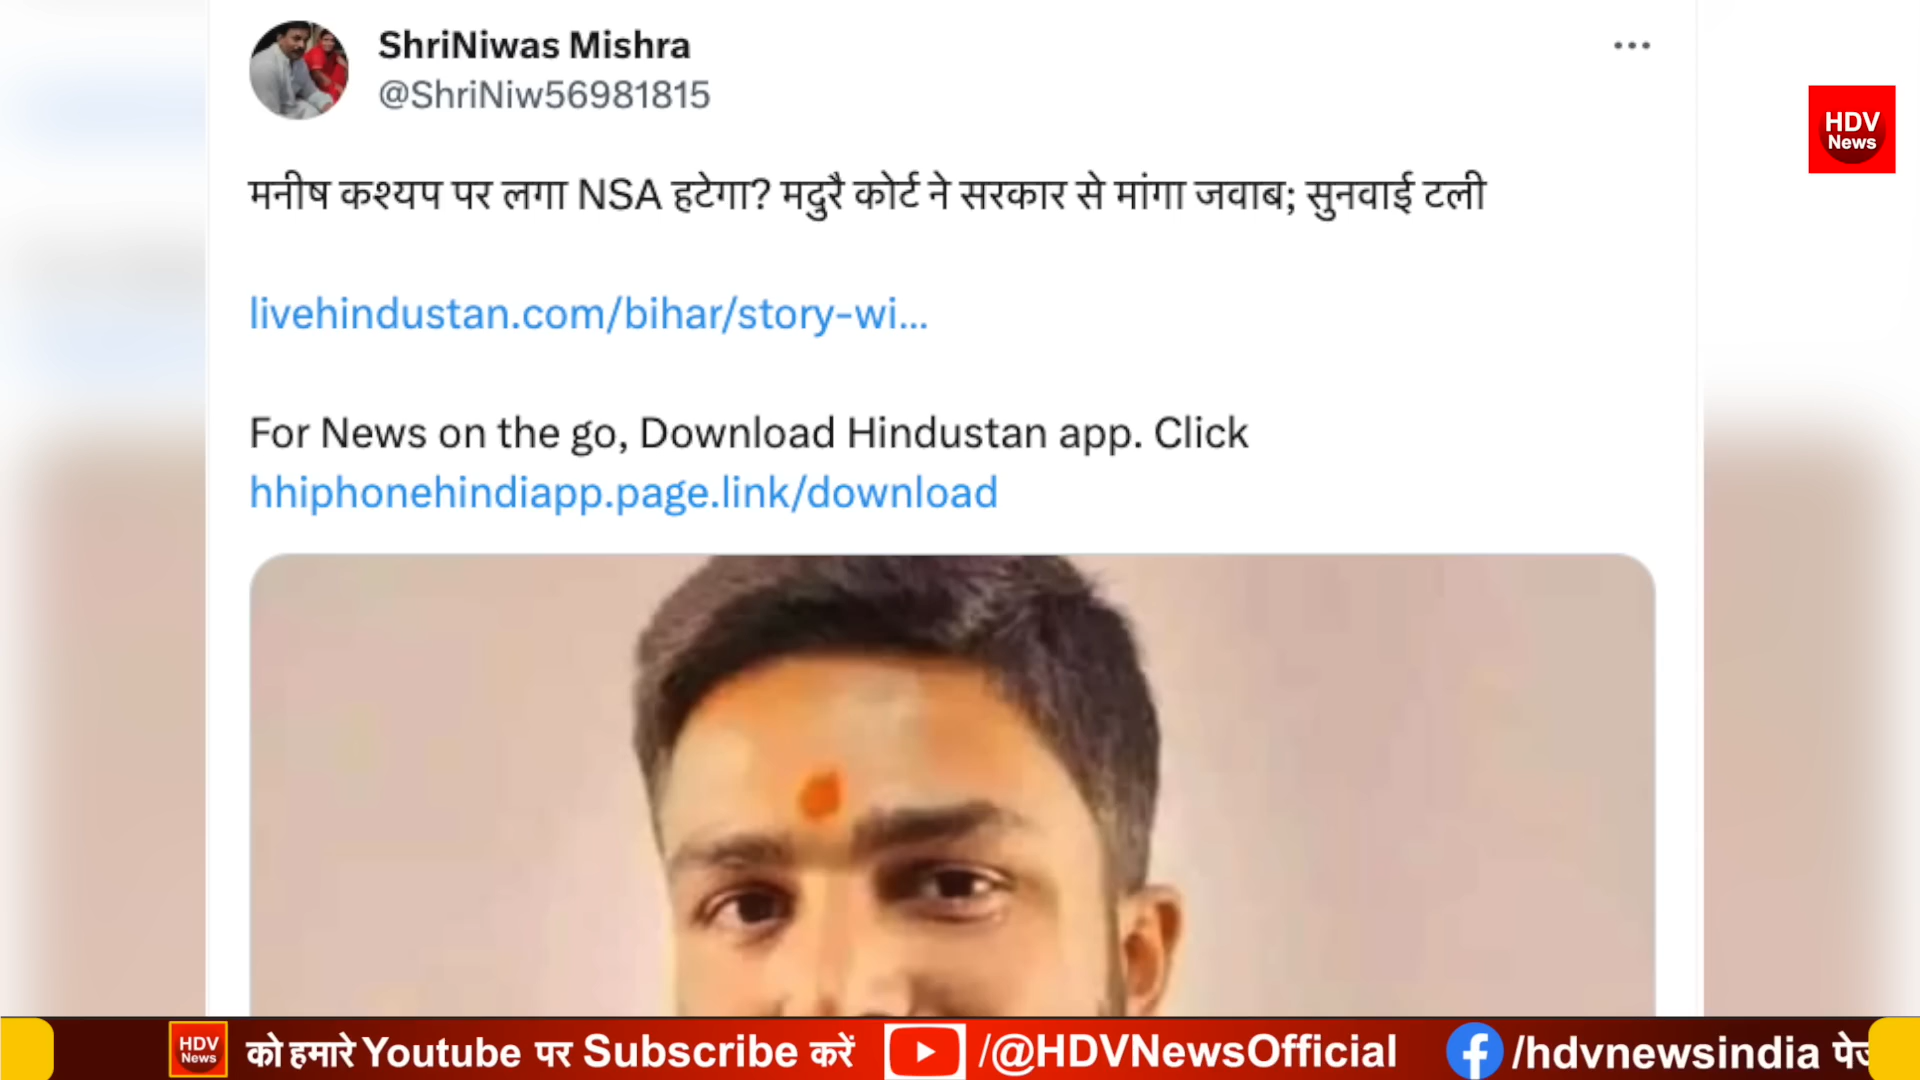 ShriNiwas Mishra
@ShriNiw56981815
HDV
News
मनीष कश्यप पर लगा NSA हटेगा? मदुरै कोर्ट ने सरकार से मांगा जवाब; सुनवाई टली
livehindustan.com/bihar/story-wi...
For News on the go, Download Hindustan app. Click
hhiphonehindiapp.page.link/download
HDV
News
को हमारे Youtube पर Subscribe करें /@HDVNewsOfficial /hdvnewsindia